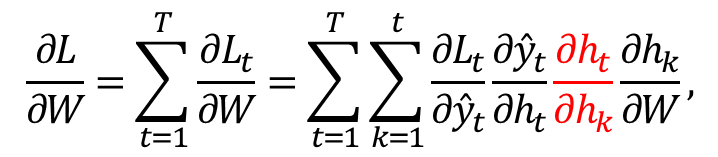 ∂L/∂W = ∑_{t=1}^{T} ∂L_t/∂W = ∑_{t=1}^{T} ∑_{k=1}^{t} ∂L_t/∂ŷ_t ∂ŷ_t/∂h_t ∂h_t/∂h_k ∂h_k/∂W,